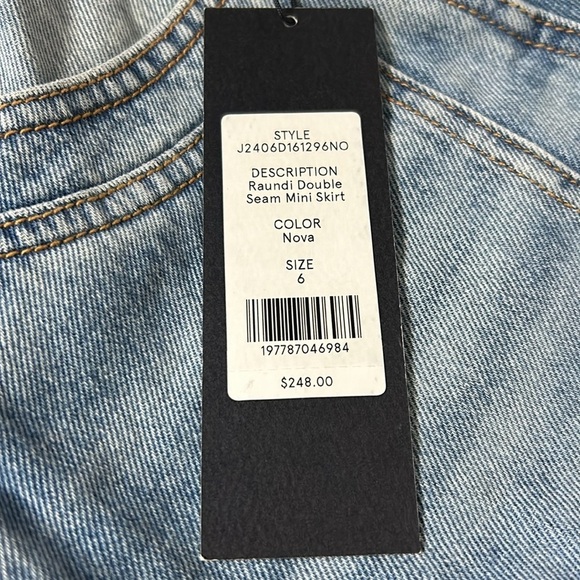 STYLE
J2406D161296NO
DESCRIPTION
Raundi Double
Seam Mini Skirt
COLOR
Nova
SIZE
6
197787046984
$248.00